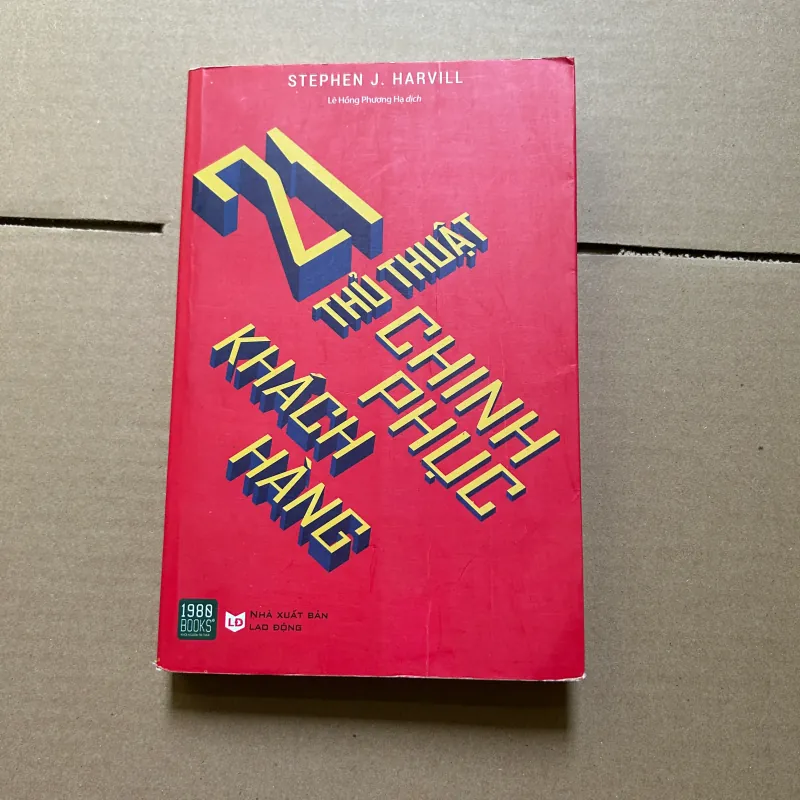 STEPHEN J. HARVILL
Lê Hồng Phương Hạ dịch
21
THỦ THUẬT
CHINH
PHỤC
KHÁCH
HÀNG
1980
BOOKS
NHÀ XUẤT BẢN
LAO ĐỘNG
LĐ